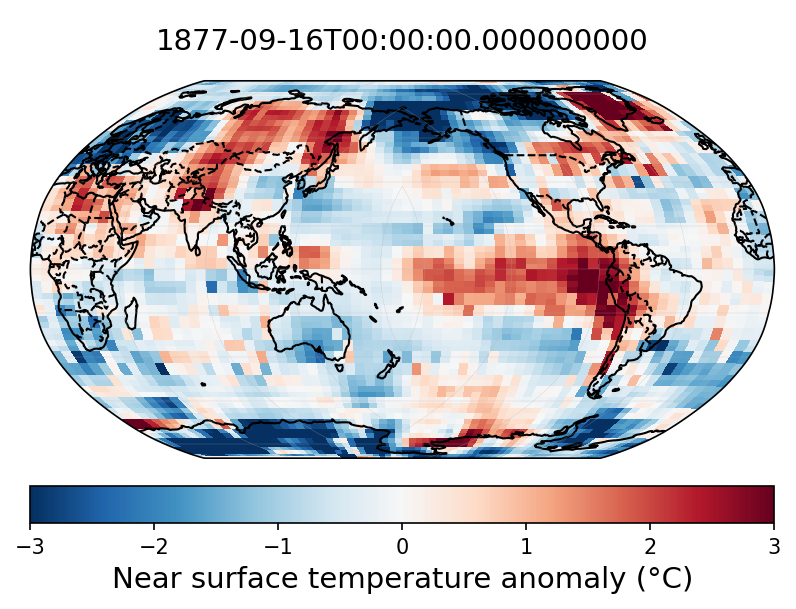 1877-09-16T00:00:00.000000000
−3 −2 −1 0 1 2 3
Near surface temperature anomaly (°C)